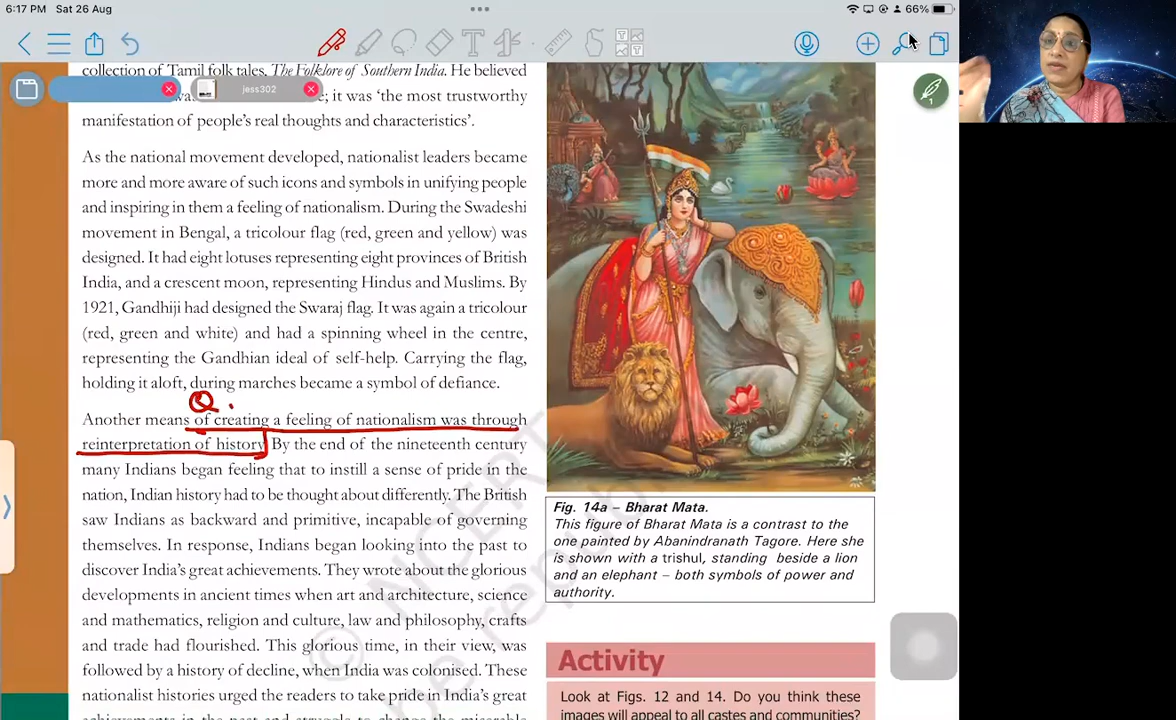 6:17 PM Sat 26 Aug
66%
jess302
1
collection of Tamil folk tales, The Folklore of Southern India. He believed
; it was ‘the most trustworthy
manifestation of people’s real thoughts and characteristics’.
As the national movement developed, nationalist leaders became
more and more aware of such icons and symbols in unifying people
and inspiring in them a feeling of nationalism. During the Swadeshi
movement in Bengal, a tricolour flag (red, green and yellow) was
designed. It had eight lotuses representing eight provinces of British
India, and a crescent moon, representing Hindus and Muslims. By
1921, Gandhiji had designed the Swaraj flag. It was again a tricolour
(red, green and white) and had a spinning wheel in the centre,
representing the Gandhian ideal of self-help. Carrying the flag,
holding it aloft, during marches became a symbol of defiance.
Q.
Another means of creating a feeling of nationalism was through
reinterpretation of history. By the end of the nineteenth century
many Indians began feeling that to instill a sense of pride in the
nation, Indian history had to be thought about differently. The British
saw Indians as backward and primitive, incapable of governing
themselves. In response, Indians began looking into the past to
discover India’s great achievements. They wrote about the glorious
developments in ancient times when art and architecture, science
and mathematics, religion and culture, law and philosophy, crafts
and trade had flourished. This glorious time, in their view, was
followed by a history of decline, when India was colonised. These
nationalist histories urged the readers to take pride in India’s great
achievements in the past and struggle to change the miserable
Fig. 14a – Bharat Mata.
This figure of Bharat Mata is a contrast to the
one painted by Abanindranath Tagore. Here she
is shown with a trishul, standing beside a lion
and an elephant – both symbols of power and
authority.
Activity
Look at Figs. 12 and 14. Do you think these
images will appeal to all castes and communities?
© NCERT
be republ